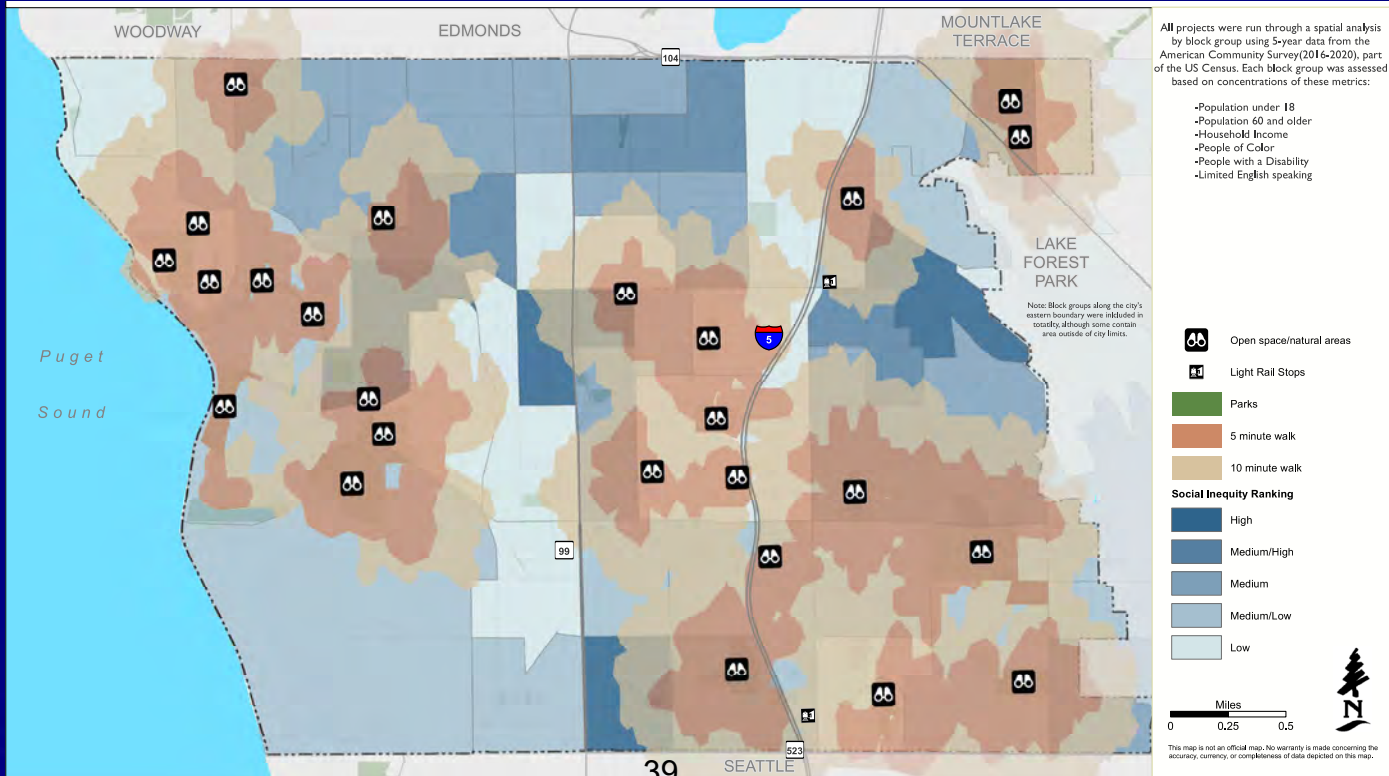 WOODWAY
EDMONDS
MOUNTLAKE
TERRACE
104
LAKE
FOREST
PARK
Note: Block groups along the city's
eastern boundary were inlcluded in
totatlty, although some contain
area outisde of city limits.
5
Puget
Sound
99
523
39
SEATTLE
All projects were run through a spatial analysis
by block group using 5-year data from the
American Community Survey(2016-2020), part
of the US Census. Each block group was assessed
based on concentrations of these metrics:
-Population under 18
-Population 60 and older
-Household Income
-People of Color
-People with a Disability
-Limited English speaking
Open space/natural areas
Light Rail Stops
Parks
5 minute walk
10 minute walk
Social Inequity Ranking
High
Medium/High
Medium
Medium/Low
Low
N
Miles
0 0.25 0.5
This map is not an official map. No warranty is made concerning the
accuracy, currency, or completeness of data depicted on this map.